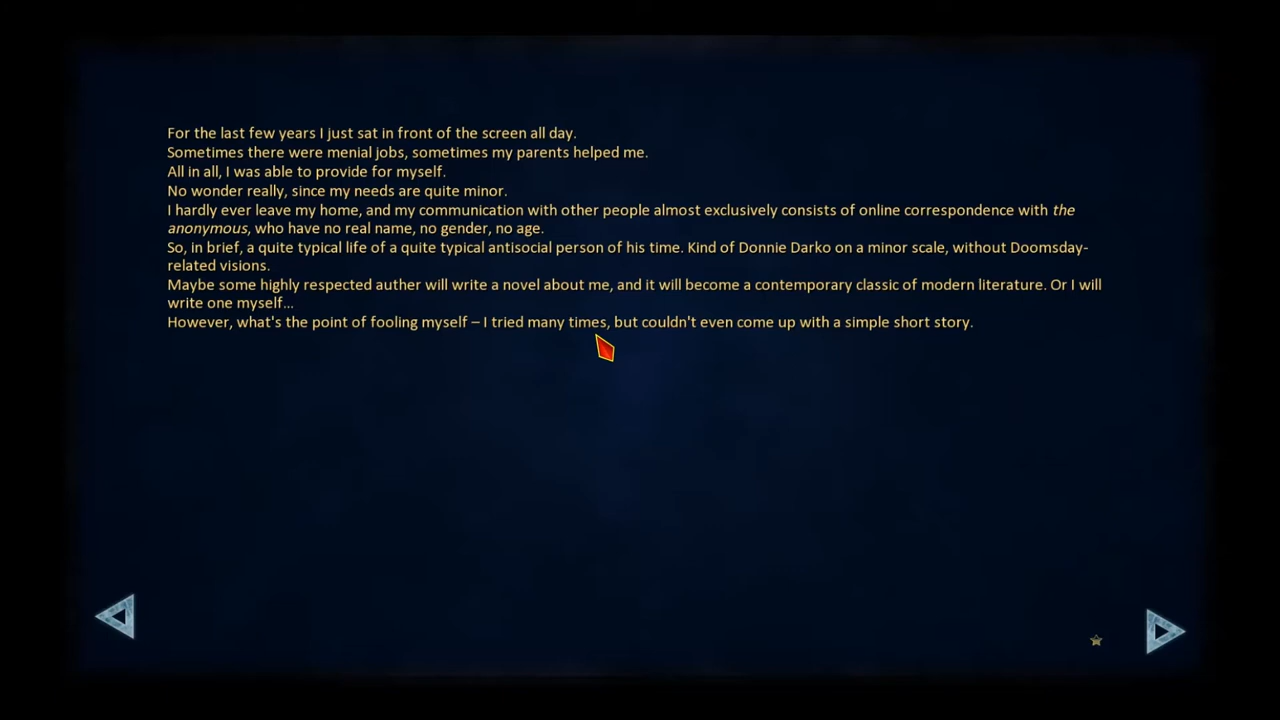 For the last few years I just sat in front of the screen all day.
Sometimes there were menial jobs, sometimes my parents helped me.
All in all, I was able to provide for myself.
No wonder really, since my needs are quite minor.
I hardly ever leave my home, and my communication with other people almost exclusively consists of online correspondence with the
anonymous, who have no real name, no gender, no age.
So, in brief, a quite typical life of a quite typical antisocial person of his time. Kind of Donnie Darko on a minor scale, without Doomsday-
related visions.
Maybe some highly respected auther will write a novel about me, and it will become a contemporary classic of modern literature. Or I will
write one myself...
However, what's the point of fooling myself – I tried many times, but couldn't even come up with a simple short story.